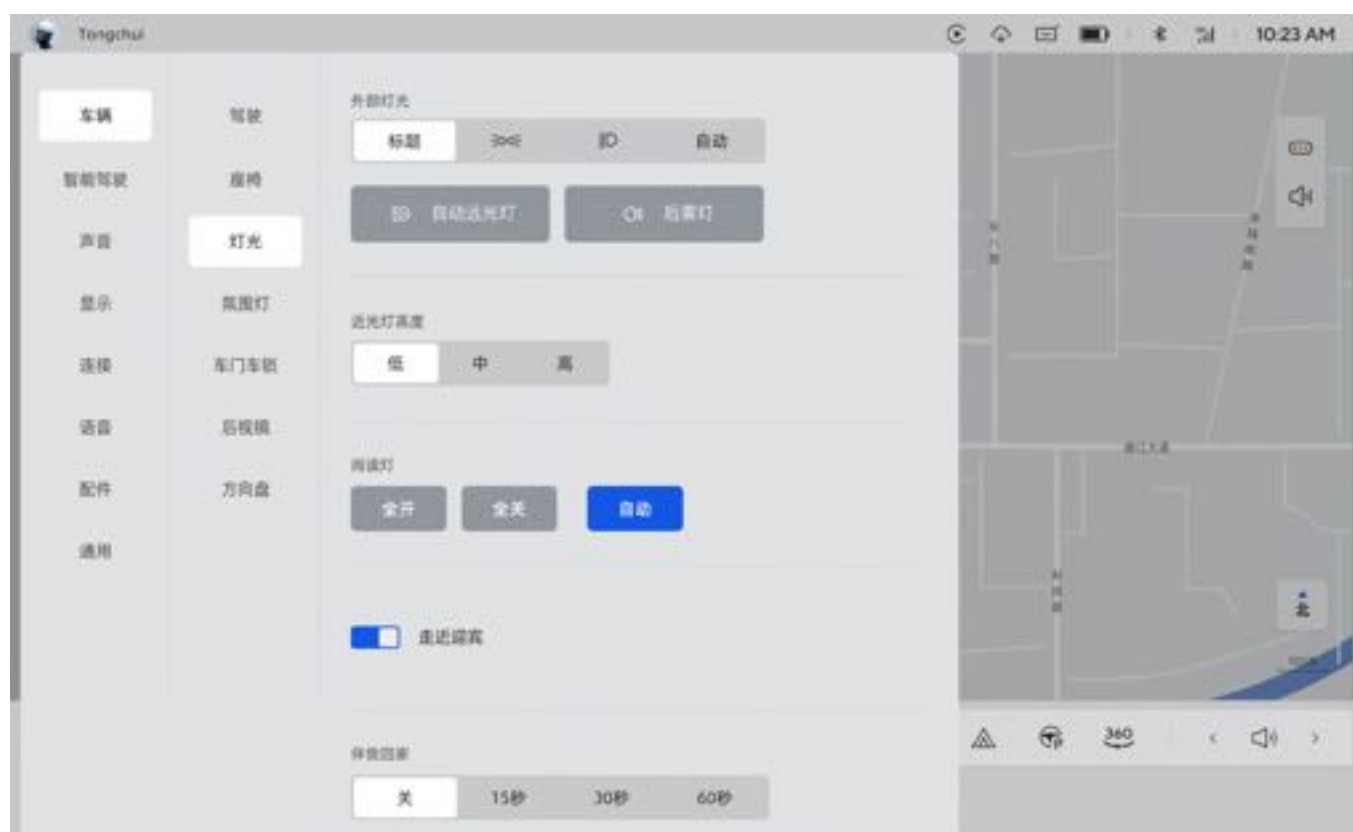 Tongchui
10:23 AM
车辆
智能驾驶
声音
显示
连接
语音
配件
通用
驾驶
座椅
灯光
氛围灯
车门车锁
后视镜
方向盘
外部灯光
标题
自动
自动远光灯
后雾灯
近光灯高度
低
中
高
阅读灯
全开
全关
自动
走近迎宾
伴我回家
关
15秒
30秒
60秒
北
360